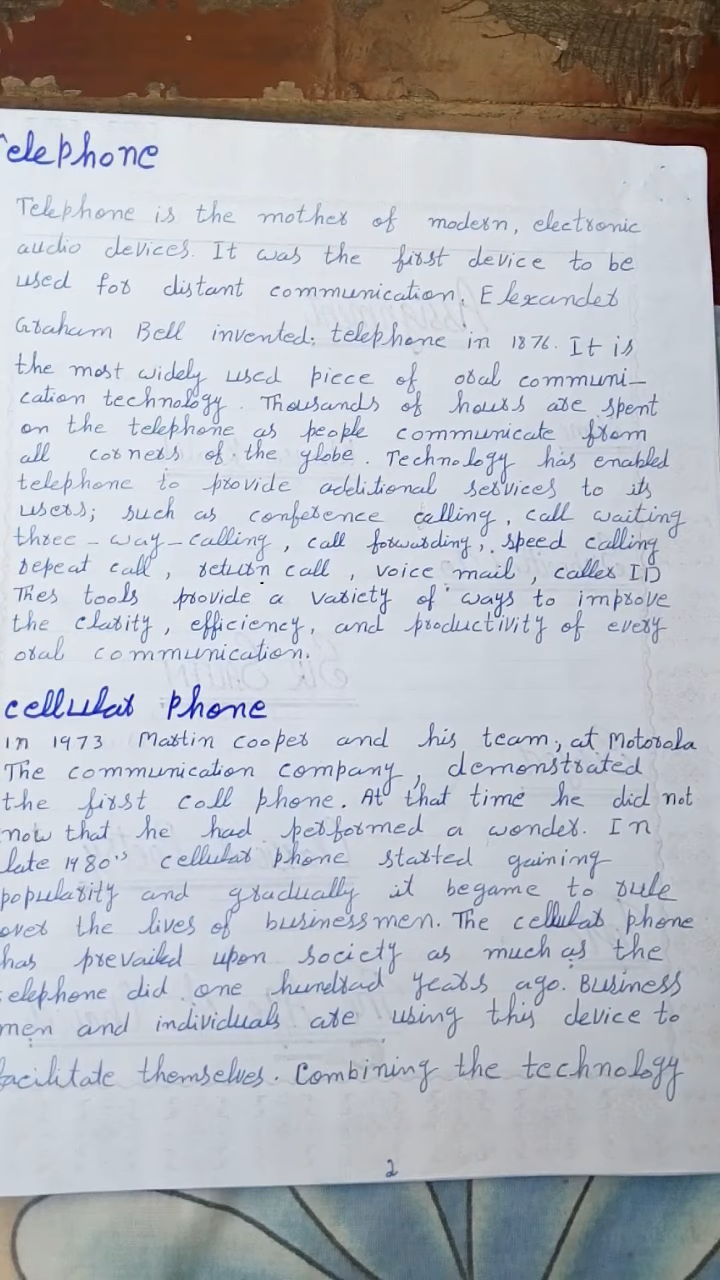 elephone
Telephone is the mother of modern, electronic
audio devices. It was the first device to be
used for distant communication. Elexander
Graham Bell invented. telephone in 1876. It is
the most widely used piece of oral communi-
cation technology. Thousands of hours are spent
on the telephone as people communicate from
all corners of the globe. Technology has enabled
telephone to provide additional services to its
users; such as conference calling, call waiting
three-way-calling, call forwarding, speed calling
repeat call, return call, voice mail, caller ID
Thes tools provide a variety of ways to improve
the clarity, efficiency, and productivity of every
oral communication.
cellular Phone
in 1973 Martin cooper and his team, at Motorola
The communication company, demonstrated
the first coll phone. At that time he did not
now that he had performed a wonder. In
late 1980's cellular phone started gaining
popularity and gradually it begame to rule
over the lives of businessmen. The cellular phone
has prevailed upon society as much as the
elephone did one hundrad years ago. Business
men and individuals are using this device to
facilitate themselves. Combining the technology
2